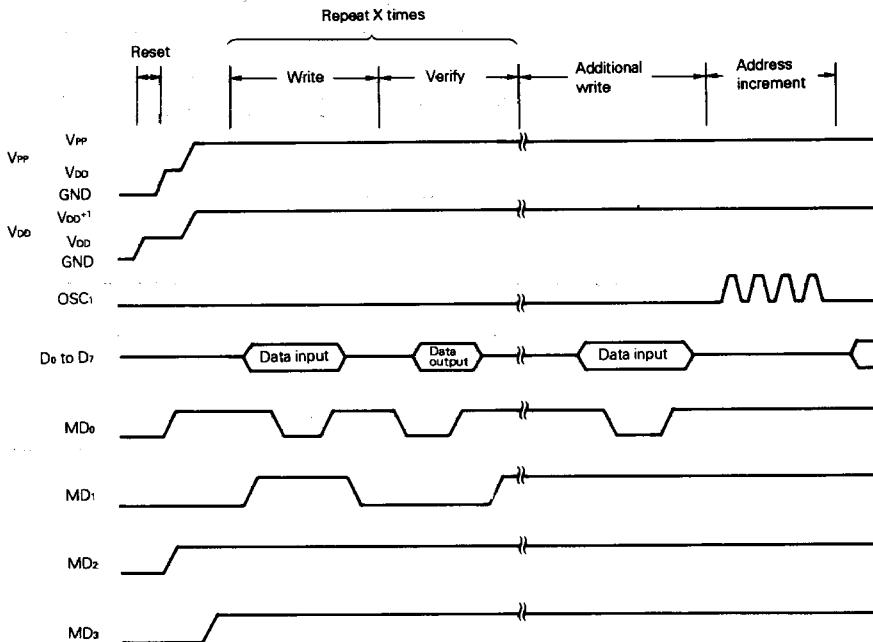 Repeat X times
Reset
Write
Verify
Additional
write
Address
increment
VPP
VPP
VDD
GND
VDD
VDD+1
VDD
GND
OSC1
D0 to D7
Data input
Data
output
Data input
MD0
MD1
MD2
MD3